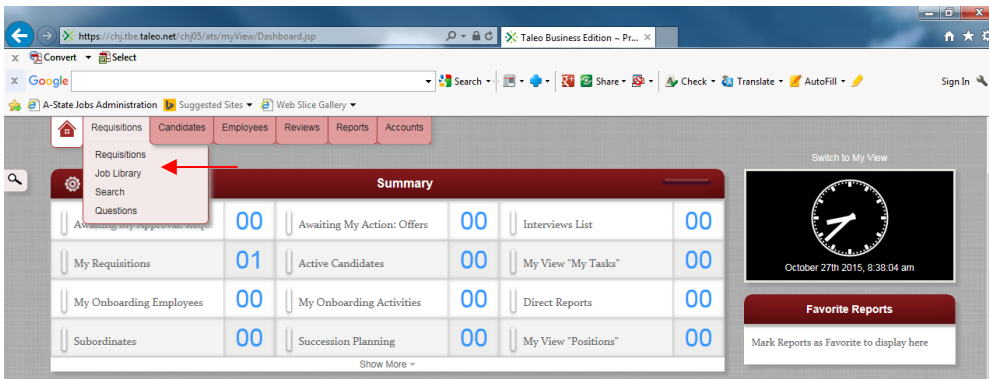 https://chj.tbe.taleo.net/chj05/ats/myView/Dashboard.jsp
Taleo Business Edition ~ Pr...
x Convert Select
x Google Search Share Check Translate AutoFill Sign In
A-State Jobs Administration Suggested Sites Web Slice Gallery
Requisitions Candidates Employees Reviews Reports Accounts
Requisitions
Job Library
Search
Questions
Switch to My View
Summary
Awaiting My Approval: Requ 00 Awaiting My Action: Offers 00 Interviews List 00
My Requisitions 01 Active Candidates 00 My View "My Tasks" 00
My Onboarding Employees 00 My Onboarding Activities 00 Direct Reports 00
Subordinates 00 Succession Planning 00 My View "Positions" 00
Show More
October 27th 2015, 8:38:04 am
Favorite Reports
Mark Reports as Favorite to display here